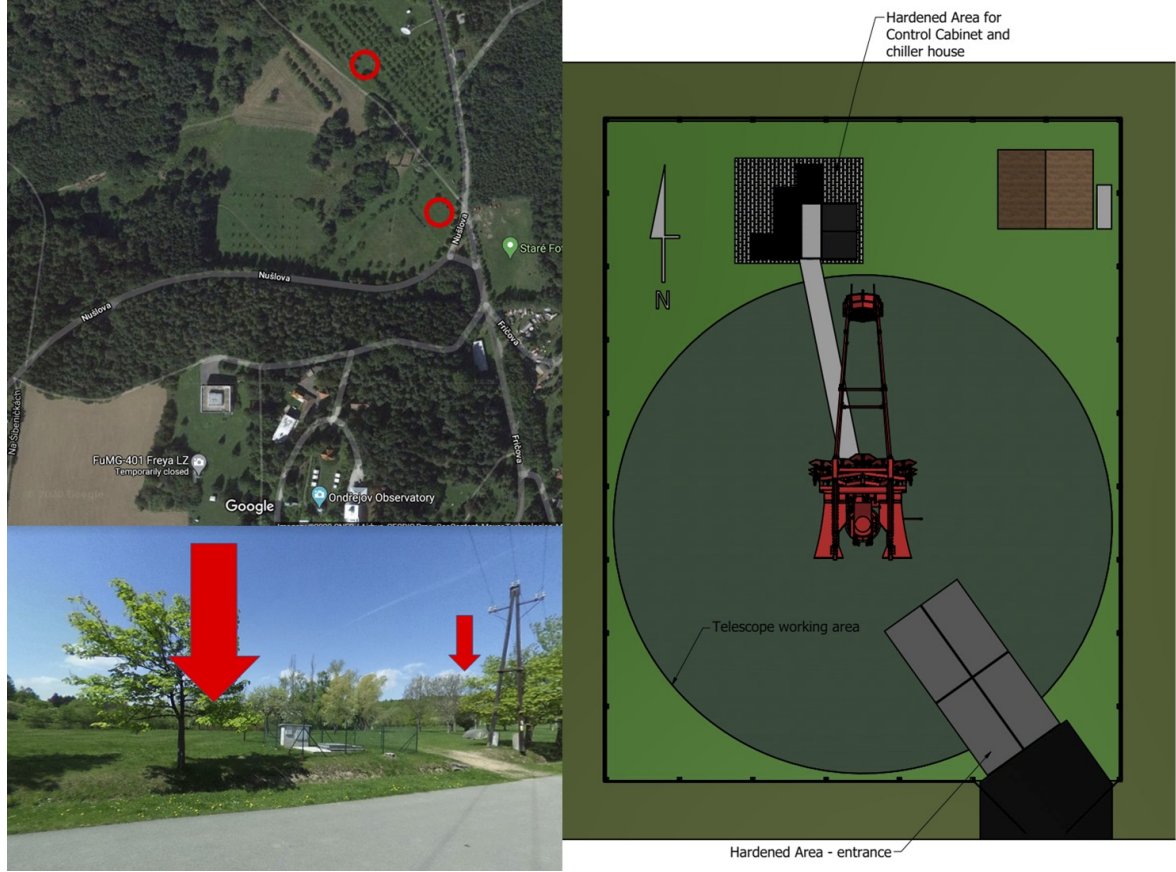 Nušlova
Staré Fo
Nušlova
Nušlova
Fričova
Na Šibeničkách
FuMG-401 Freya LZ
Temporarily closed
Fričova
Google
Ondřejov Observatory
Hardened Area for
Control Cabinet and
chiller house
N
Telescope working area
Hardened Area - entrance